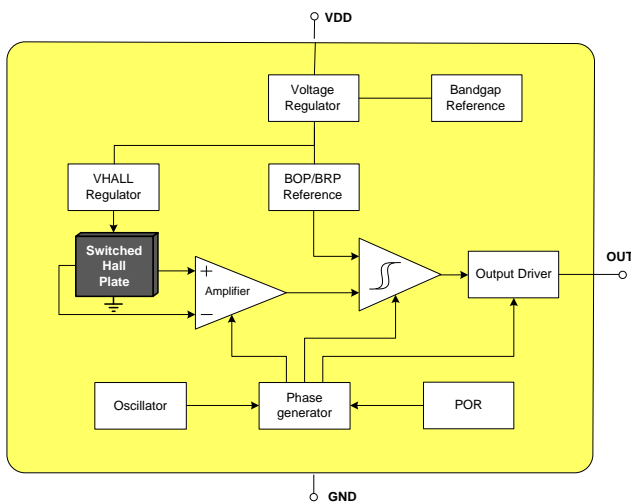 VDD
Voltage
Regulator
Bandgap
Reference
VHALL
Regulator
BOP/BRP
Reference
Switched
Hall
Plate
+
Amplifier
−
Output Driver
OUT
Oscillator
Phase
generator
POR
GND